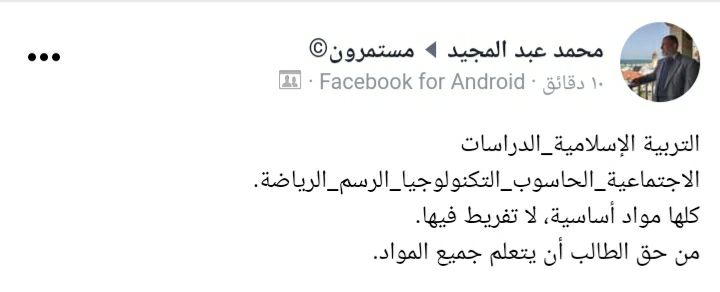 محمد عبد المجيد ◀ مستمرون©
١٠ دقائق · Facebook for Android ·
التربية الإسلامية_الدراسات
الاجتماعية_الحاسوب_التكنولوجيا_الرسم_الرياضة.
كلها مواد أساسية، لا تفريط فيها.
من حق الطالب أن يتعلم جميع المواد.